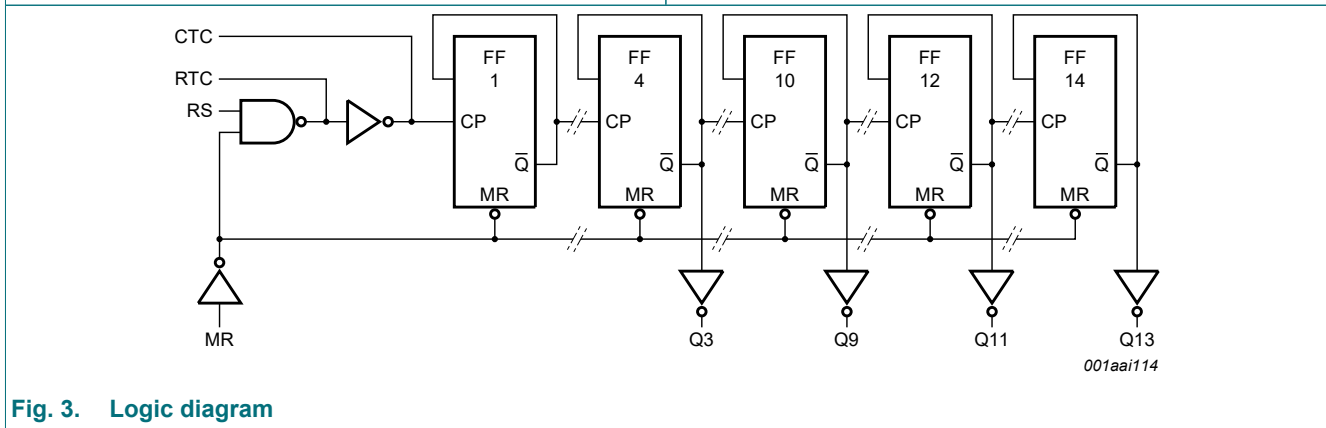 CTC
RTC
RS
FF
1
CP
Q
MR
FF
4
CP
Q
MR
FF
10
CP
Q
MR
FF
12
CP
Q
MR
FF
14
CP
Q
MR
MR
Q3
Q9
Q11
Q13
001aai114
Fig. 3. Logic diagram